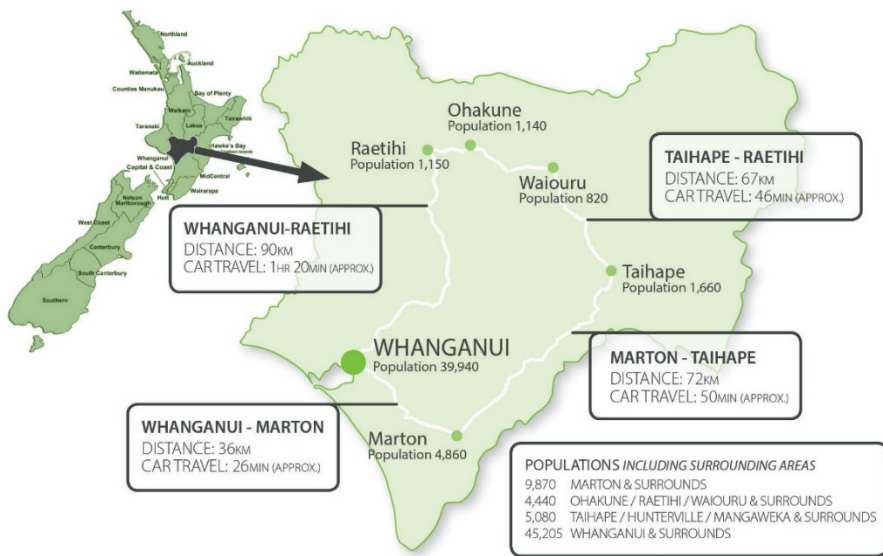 Northland
Auckland
Waitemata
Counties Manukau
Bay of Plenty
Waikato
Tairawhiti
Lakes
Taranaki
Hawke's Bay
Whanganui
Capital & Coast
MidCentral
Hutt
Wairarapa
Nelson
Marlborough
West Coast
Canterbury
South Canterbury
Southern
Ohakune
Population 1,140
Raetihi
Population 1,150
Waiouru
Population 820
TAIHAPE - RAETIHI
DISTANCE: 67KM
CAR TRAVEL: 46MIN (APPROX.)
WHANGANUI-RAETIHI
DISTANCE: 90KM
CAR TRAVEL: 1HR 20MIN (APPROX.)
Taihape
Population 1,660
WHANGANUI
Population 39,940
MARTON - TAIHAPE
DISTANCE: 72KM
CAR TRAVEL: 50MIN (APPROX.)
WHANGANUI - MARTON
DISTANCE: 36KM
CAR TRAVEL: 26MIN (APPROX.)
Marton
Population 4,860
POPULATIONS INCLUDING SURROUNDING AREAS
9,870 MARTON & SURROUNDS
4,440 OHAKUNE / RAETIHI / WAIOURU & SURROUNDS
5,080 TAIHAPE / HUNTERVILLE / MANGAWEKA & SURROUNDS
45,205 WHANGANUI & SURROUNDS